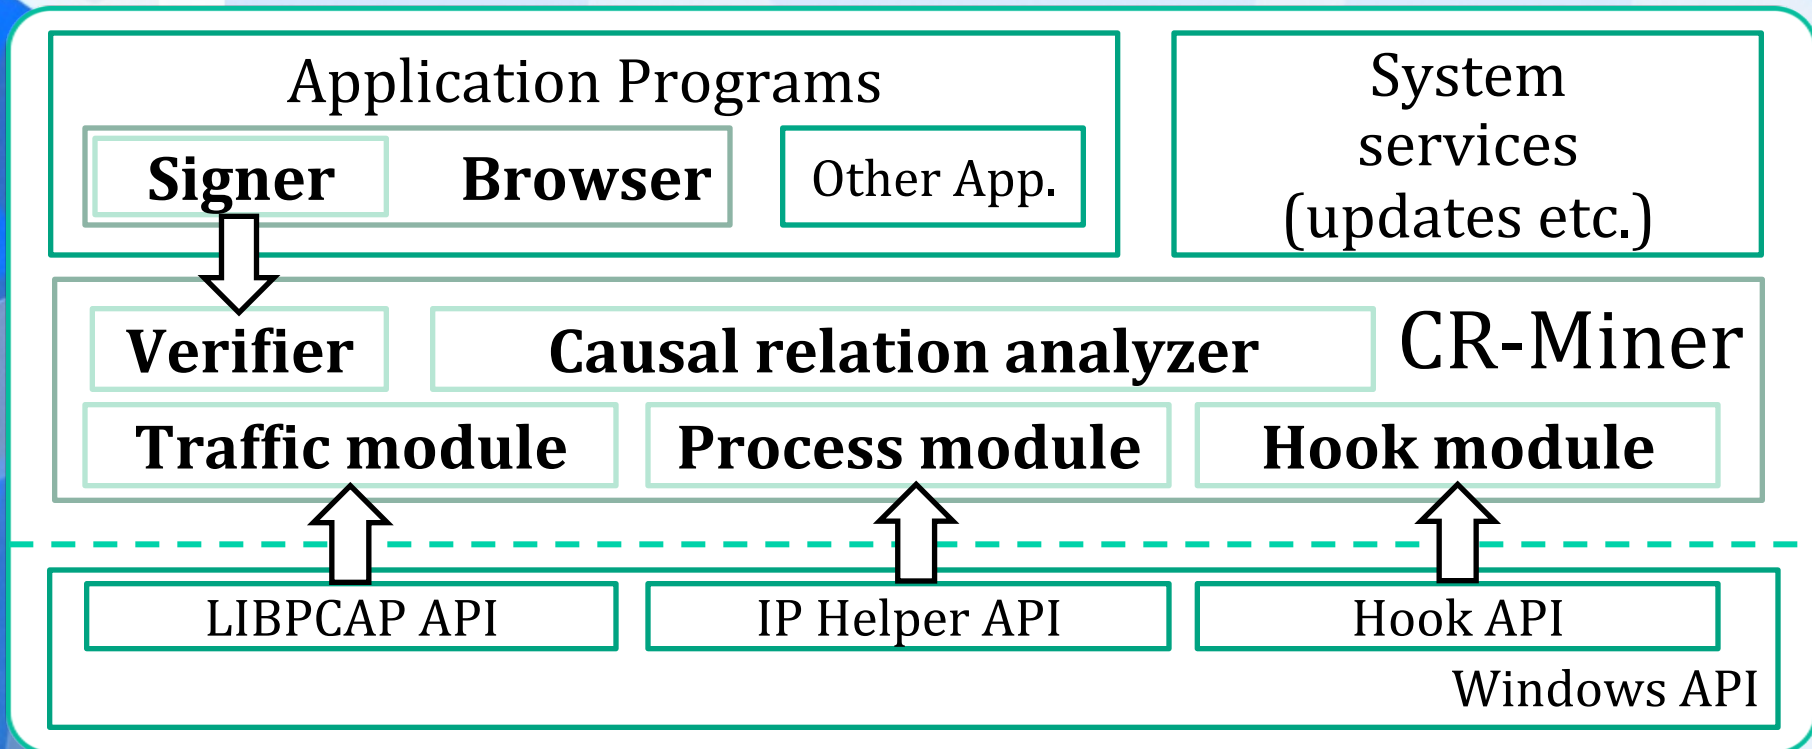 Application Programs
Signer
Browser
Other App.
System
services
(updates etc.)
Verifier
Causal relation analyzer
CR-Miner
Traffic module
Process module
Hook module
LIBPCAP API
IP Helper API
Hook API
Windows API